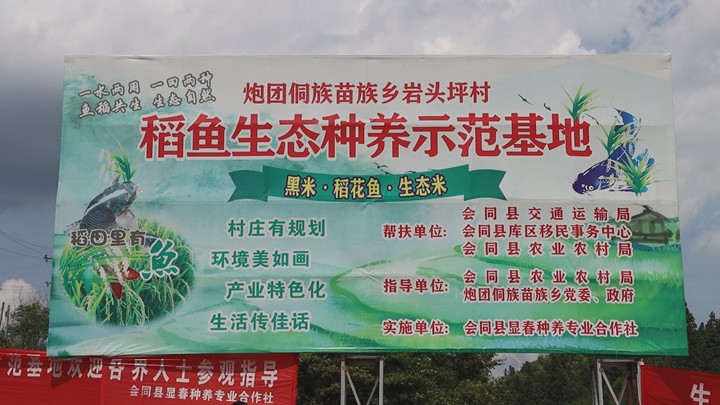 一水两用 一田两种
鱼稻共生 生态自然
炮团侗族苗族乡岩头坪村
稻鱼生态种养示范基地
黑米·稻花鱼·生态米
稻田里有
鱼
村庄有规划
环境美如画
产业特色化
生活传佳话
帮扶单位:
会同县交通运输局
会同县库区移民事务中心
会同县农业农村局
指导单位:
会同县农业农村局
炮团侗族苗族乡党委、政府
实施单位:
会同县显春种养专业合作社
范基地欢迎各界人士参观指导
会同县显春种养专业合作社
炮